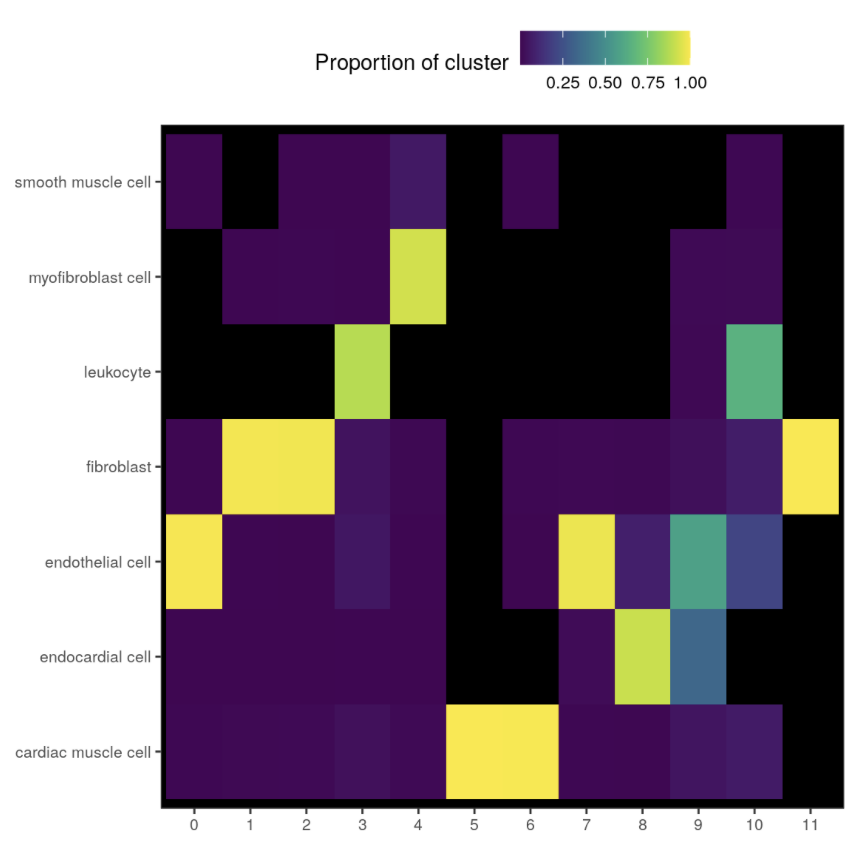 Proportion of cluster
0.25 0.50 0.75 1.00
smooth muscle cell
myofibroblast cell
leukocyte
fibroblast
endothelial cell
endocardial cell
cardiac muscle cell
0 1 2 3 4 5 6 7 8 9 10 11